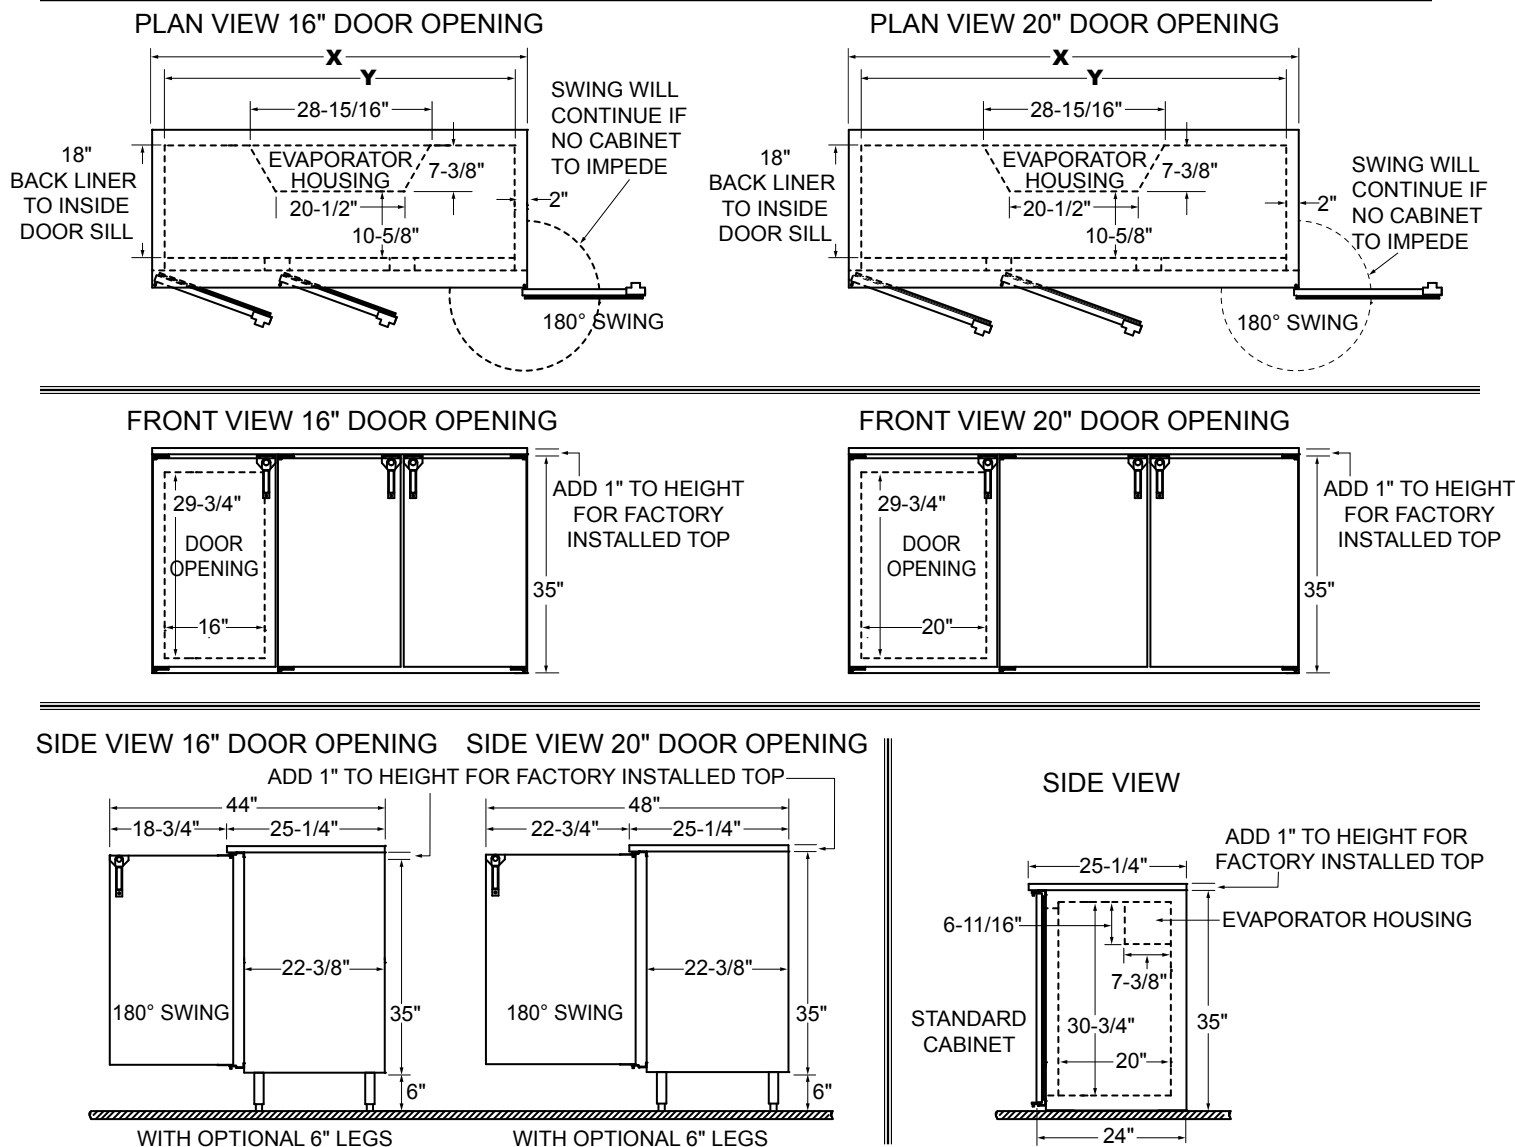 PLAN VIEW 16" DOOR OPENING
X
Y
28-15/16"
SWING WILL
CONTINUE IF
NO CABINET
TO IMPEDE
18"
BACK LINER
TO INSIDE
DOOR SILL
EVAPORATOR
HOUSING
7-3/8"
20-1/2"
2"
10-5/8"
180° SWING
PLAN VIEW 20" DOOR OPENING
X
Y
28-15/16"
18"
BACK LINER
TO INSIDE
DOOR SILL
EVAPORATOR
HOUSING
7-3/8"
SWING WILL
CONTINUE IF
NO CABINET
TO IMPEDE
20-1/2"
2"
10-5/8"
180° SWING
FRONT VIEW 16" DOOR OPENING
29-3/4"
DOOR
OPENING
16"
ADD 1" TO HEIGHT
FOR FACTORY
INSTALLED TOP
35"
FRONT VIEW 20" DOOR OPENING
29-3/4"
DOOR
OPENING
20"
ADD 1" TO HEIGHT
FOR FACTORY
INSTALLED TOP
35"
SIDE VIEW 16" DOOR OPENING
SIDE VIEW 20" DOOR OPENING
ADD 1" TO HEIGHT FOR FACTORY INSTALLED TOP
44"
18-3/4"
25-1/4"
22-3/8"
180° SWING
35"
6"
WITH OPTIONAL 6" LEGS
48"
22-3/4"
25-1/4"
22-3/8"
180° SWING
35"
6"
WITH OPTIONAL 6" LEGS
SIDE VIEW
ADD 1" TO HEIGHT FOR
FACTORY INSTALLED TOP
25-1/4"
6-11/16"
EVAPORATOR HOUSING
7-3/8"
STANDARD
CABINET
30-3/4"
35"
20"
24"